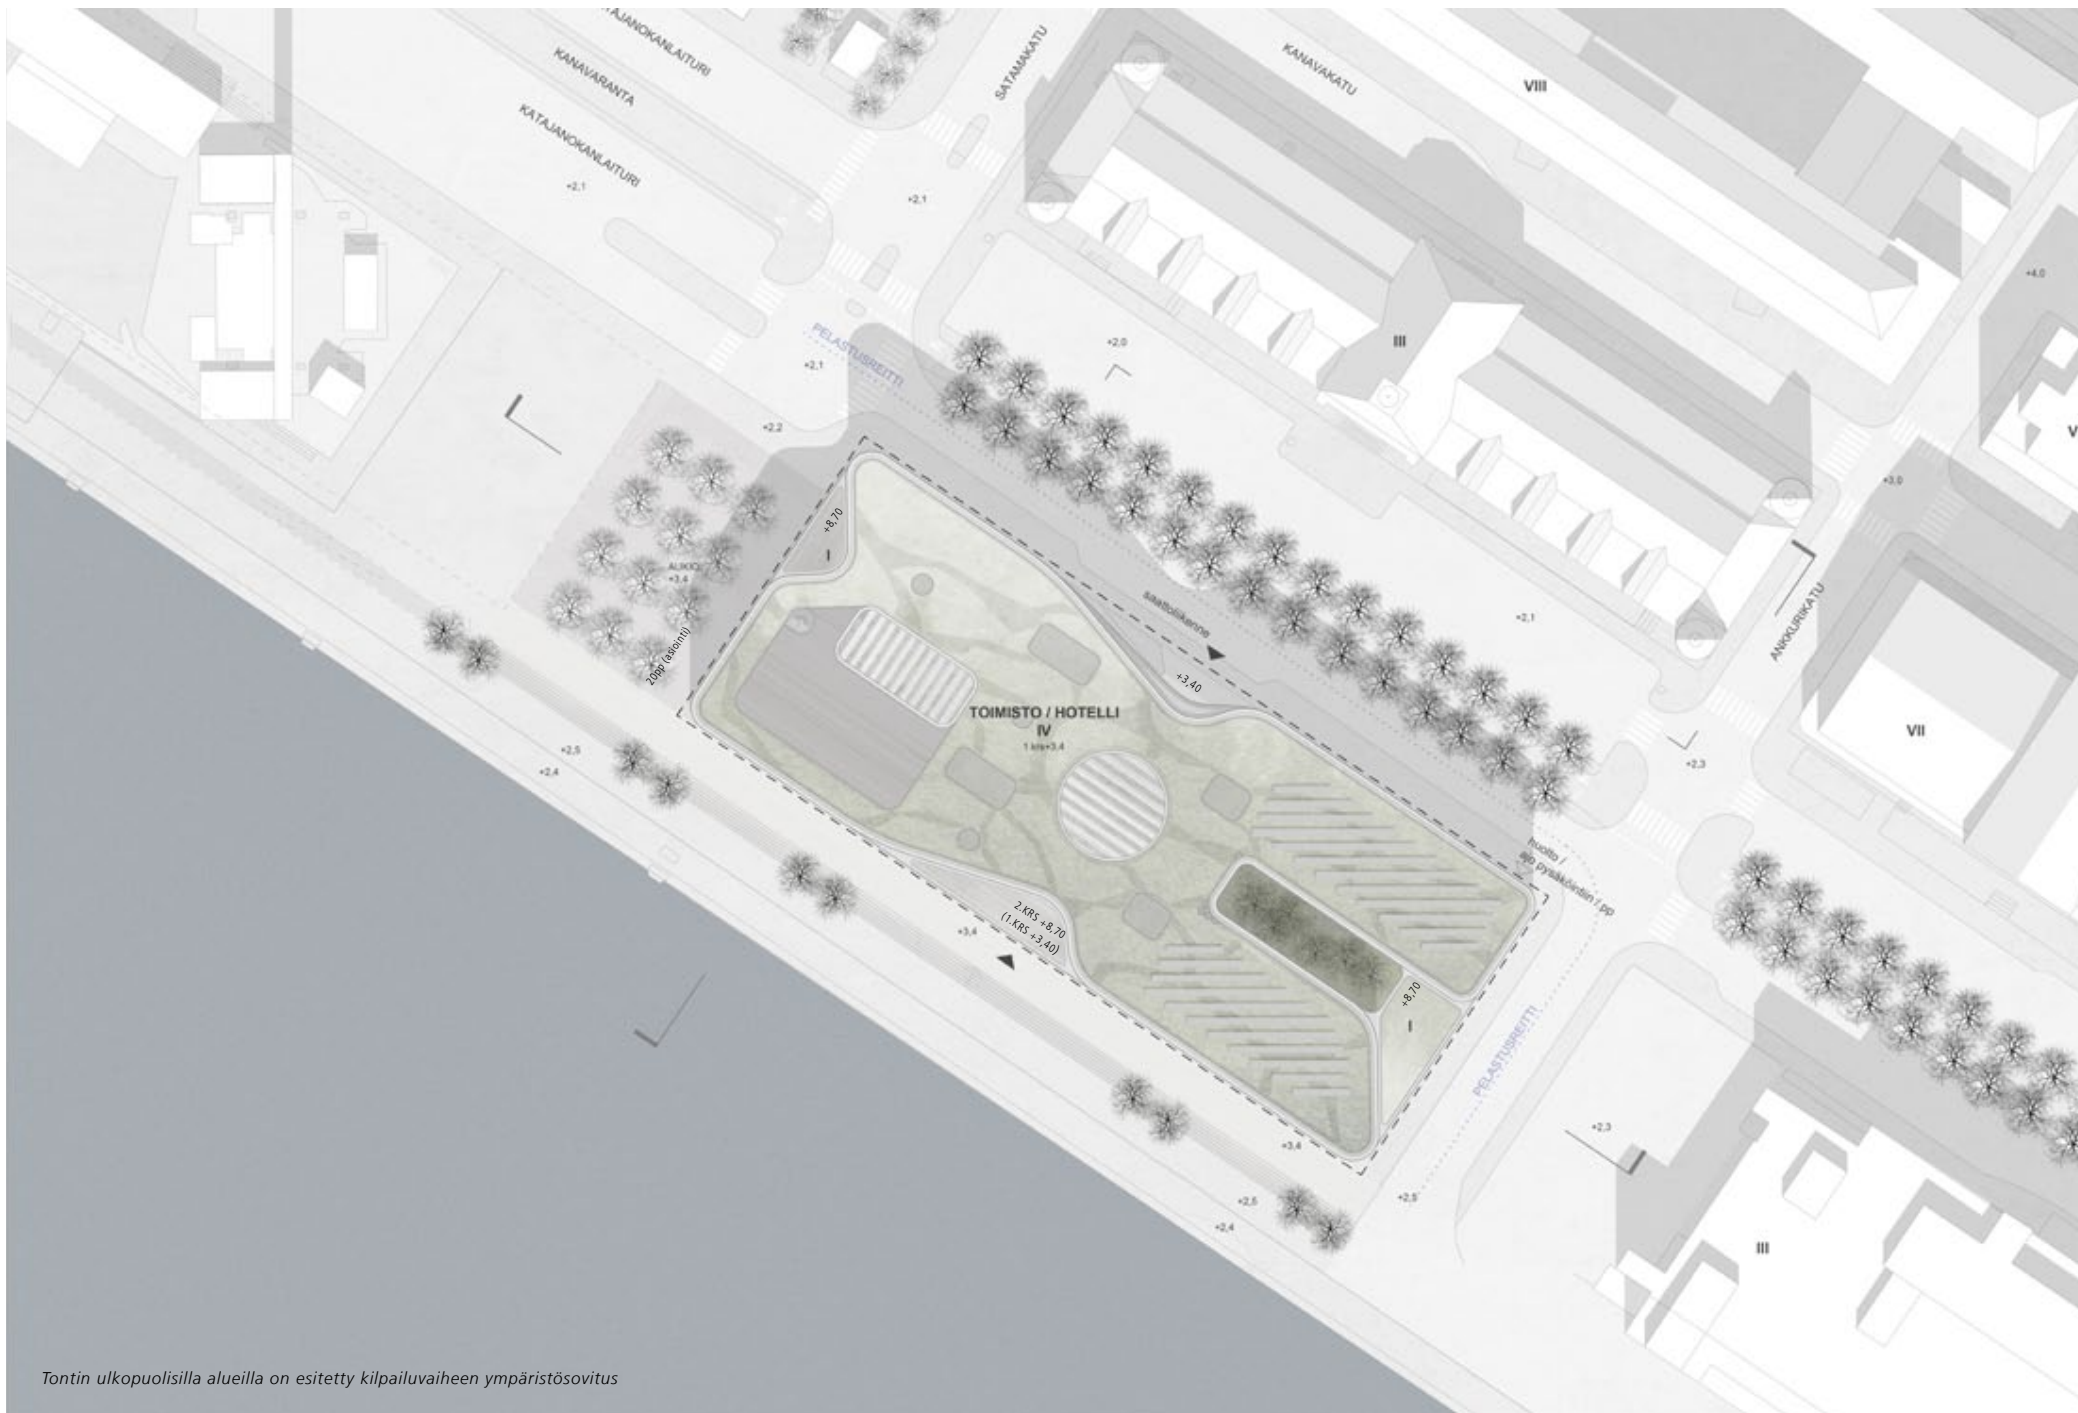 KATAJANOKANLAITURI
KANAVARANTA
KATAJANOKANLAITURI
+2,1
SATAMAKATU
+2,1
KANAVAKATU
VIII
+4,0
III
+2,0
PELASTUSREITTI
+2,1
+2,2
V
+3,0
+8,70
I
AUKIO
+3,4
20pp (asiointi)
saattoliikenne
+3,40
+2,1
ANKKURIKATU
TOIMISTO / HOTELLI
IV
1.krs+3,4
VII
+2,3
+2,5
+2,4
huolto /
ajo pysäköintiin / pp
2.KRS +8,70
(1.KRS +3,40)
+3,4
+8,70
I
PELASTUSREITTI
+2,3
+3,4
+2,5
+2,5
+2,4
III
Tontin ulkopuolisilla alueilla on esitetty kilpailuvaiheen ympäristösovitus